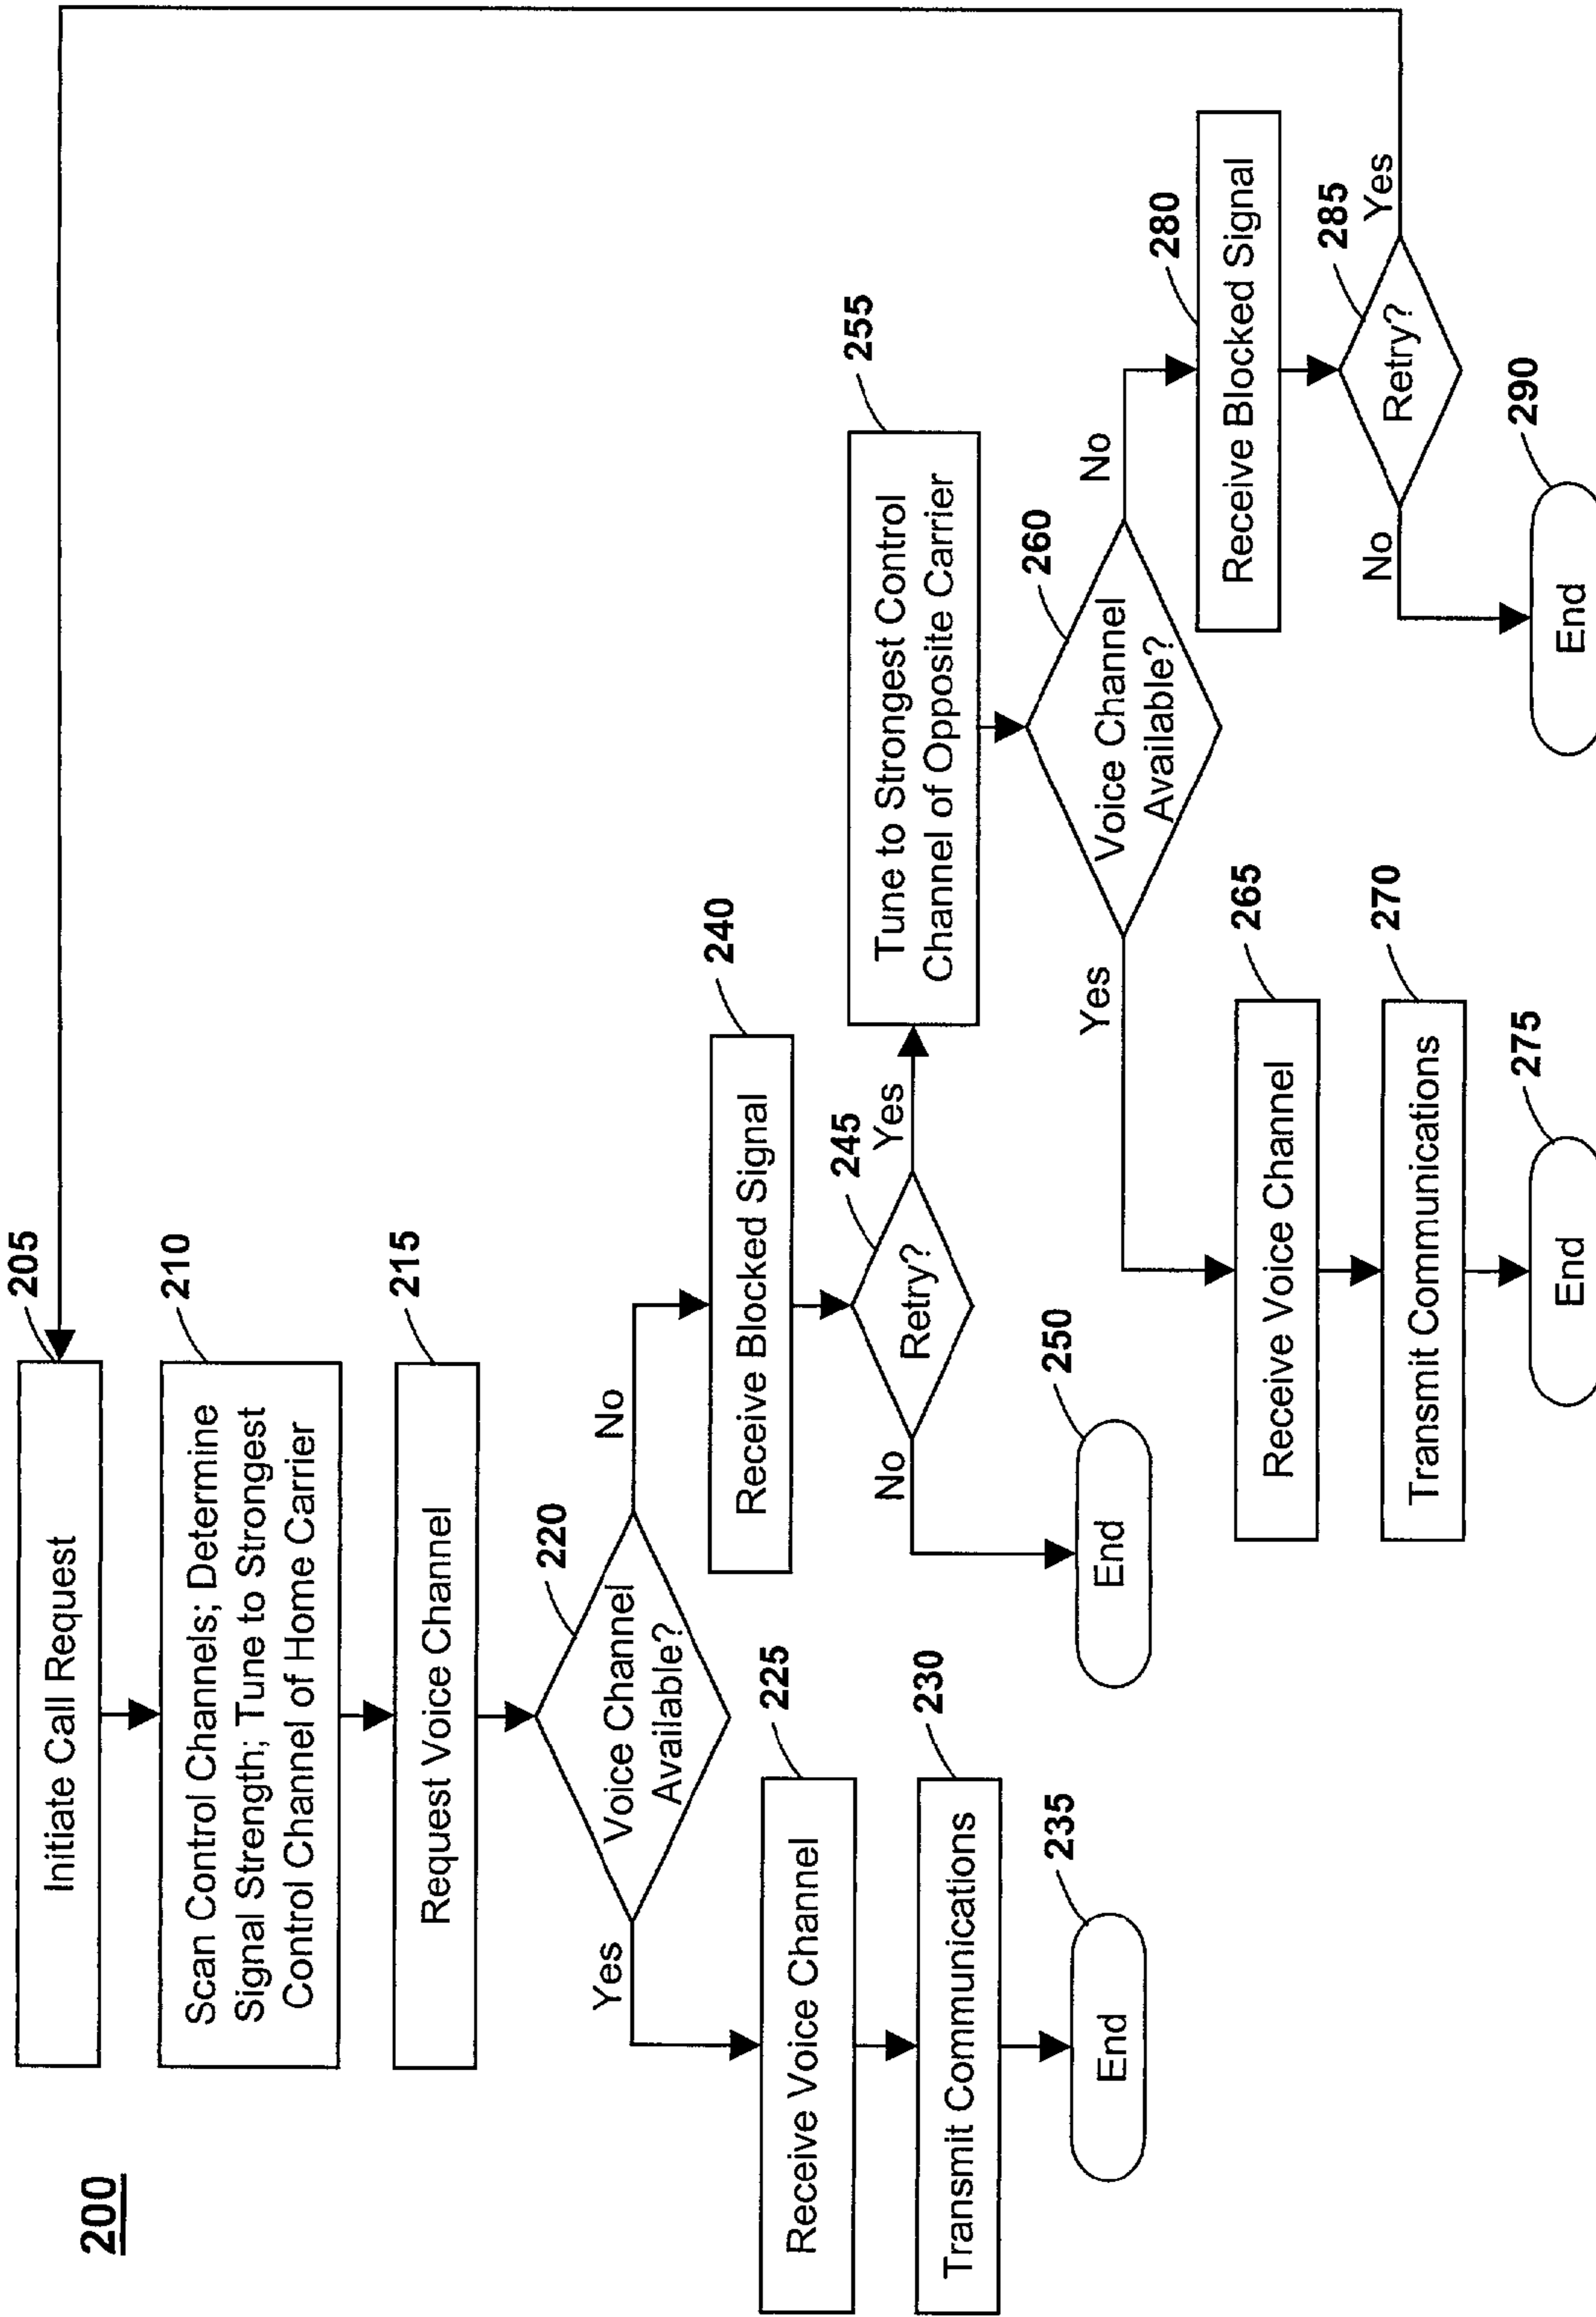 200
205
Initiate Call Request
210
Scan Control Channels; Determine
Signal Strength; Tune to Strongest
Control Channel of Home Carrier
215
Request Voice Channel
220
Voice Channel
Available?
Yes
No
225
Receive Voice Channel
230
Transmit Communications
235
End
240
Receive Blocked Signal
245
Retry?
No
Yes
250
End
255
Tune to Strongest Control
Channel of Opposite Carrier
260
Voice Channel
Available?
Yes
No
265
Receive Voice Channel
270
Transmit Communications
275
End
280
Receive Blocked Signal
285
Retry?
No
Yes
290
End